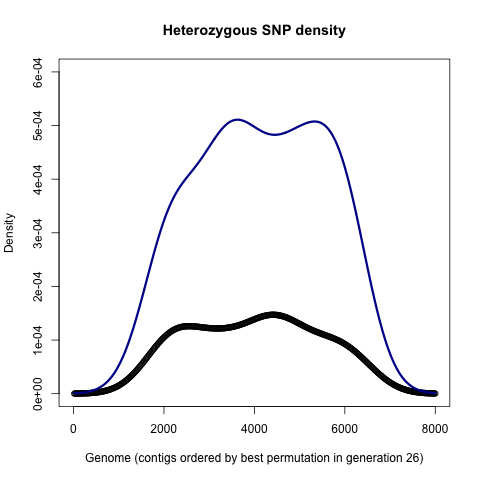 Heterozygous SNP density
6e-04
5e-04
4e-04
3e-04
2e-04
1e-04
0e+00
Density
0 2000 4000 6000 8000
Genome (contigs ordered by best permutation in generation 26)